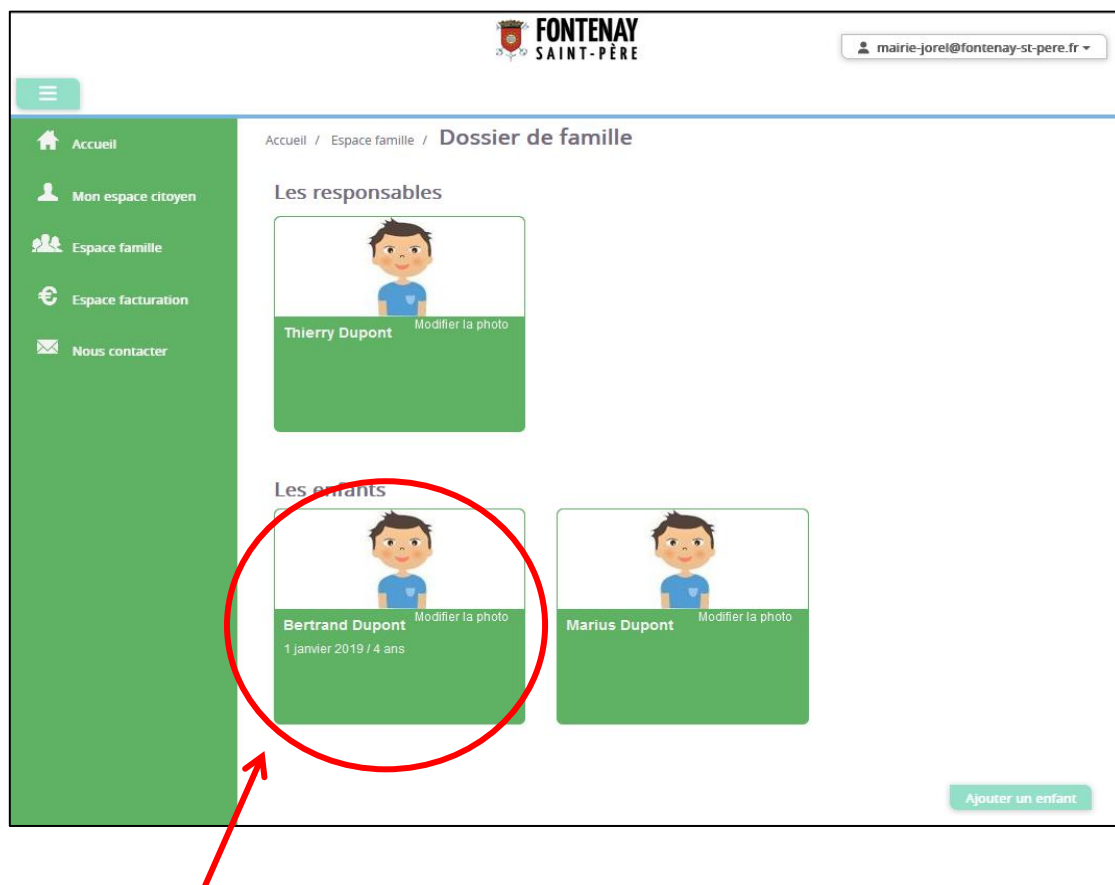 FONTENAY
SAINT-PÈRE
mairie-jorel@fontenay-st-pere.fr
Accueil
Mon espace citoyen
Espace famille
Espace facturation
Nous contacter
Accueil / Espace famille / Dossier de famille
Les responsables
Thierry Dupont Modifier la photo
Les enfants
Bertrand Dupont Modifier la photo
1 janvier 2019 / 4 ans
Marius Dupont Modifier la photo
Ajouter un enfant